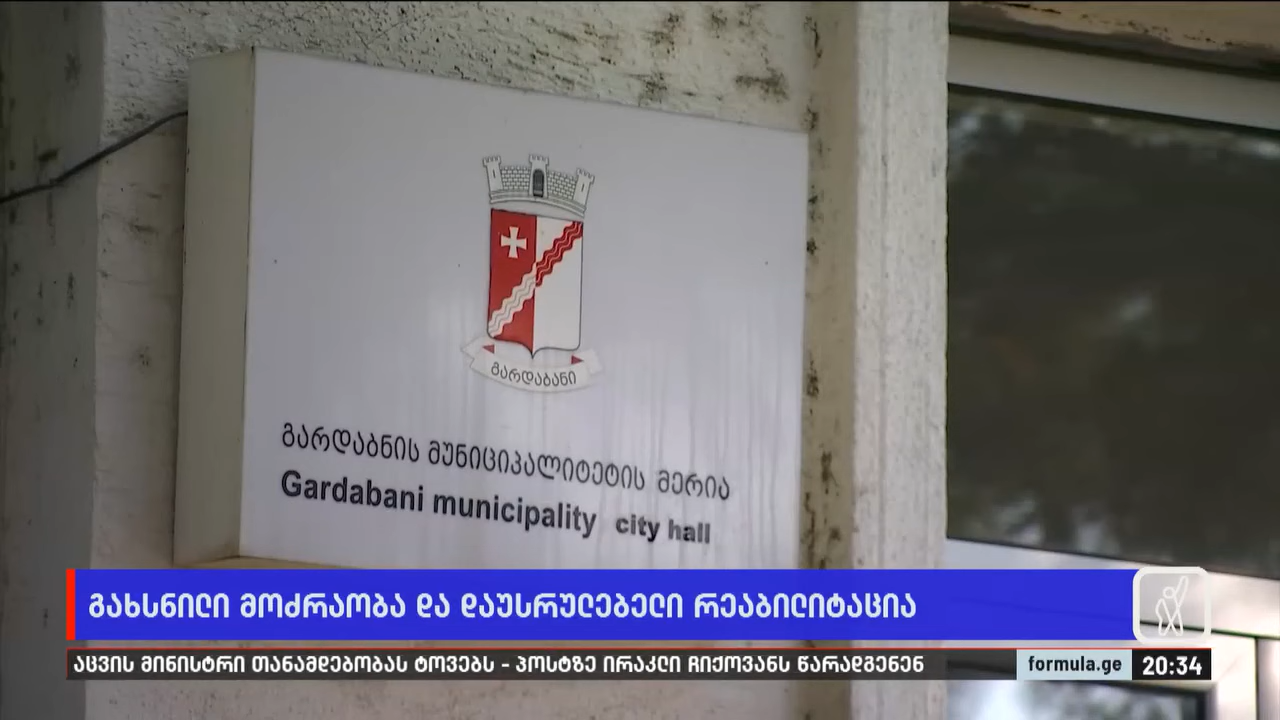 გარდაბანი
გარდაბნის მუნიციპალიტეტის მერია
Gardabani municipality city hall
გახსნილი მოძრაობა და დაუსრულებელი რეაბილიტაცია
აცვის მინისტრი თანამდებობას ტოვებს - პოსტზე ირაკლი ჩიქოვანს წარადგენენ
formula.ge
20:34